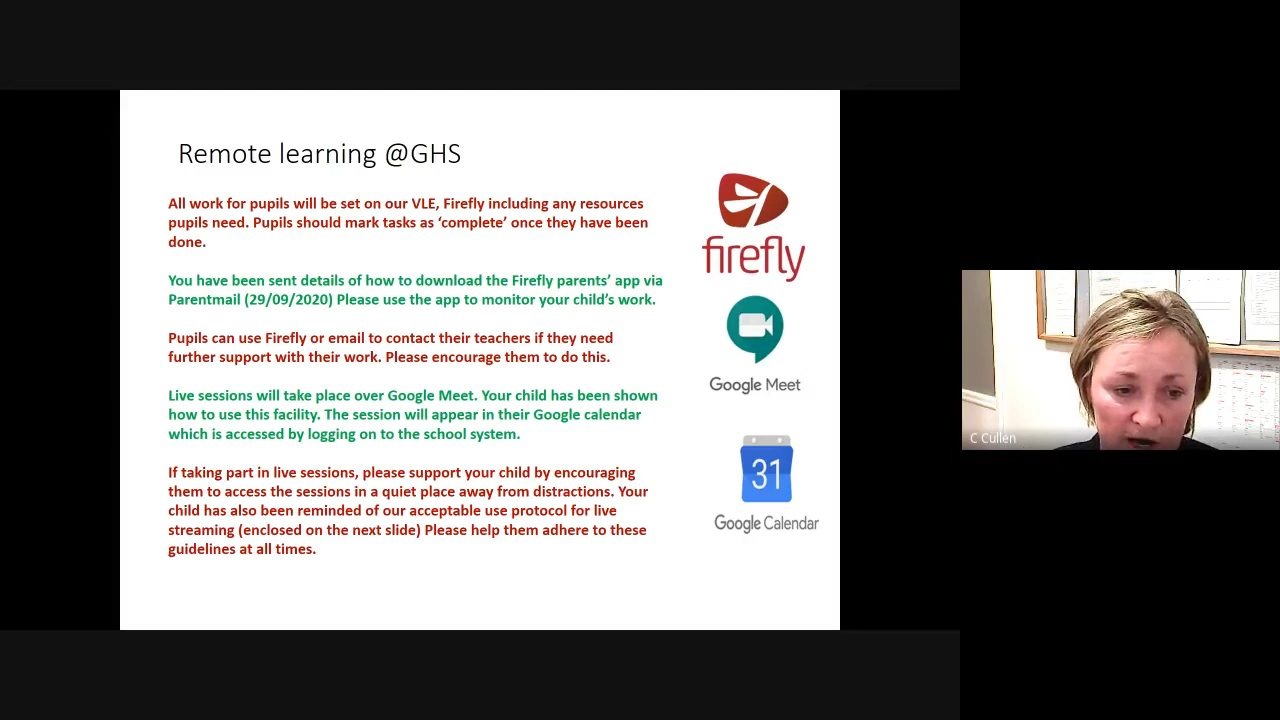 Remote learning @GHS
All work for pupils will be set on our VLE, Firefly including any resources
pupils need. Pupils should mark tasks as ‘complete’ once they have been
done.
You have been sent details of how to download the Firefly parents’ app via
Parentmail (29/09/2020) Please use the app to monitor your child’s work.
Pupils can use Firefly or email to contact their teachers if they need
further support with their work. Please encourage them to do this.
Live sessions will take place over Google Meet. Your child has been shown
how to use this facility. The session will appear in their Google calendar
which is accessed by logging on to the school system.
If taking part in live sessions, please support your child by encouraging
them to access the sessions in a quiet place away from distractions. Your
child has also been reminded of our acceptable use protocol for live
streaming (enclosed on the next slide) Please help them adhere to these
guidelines at all times.
firefly
Google Meet
31
Google Calendar
C Cullen